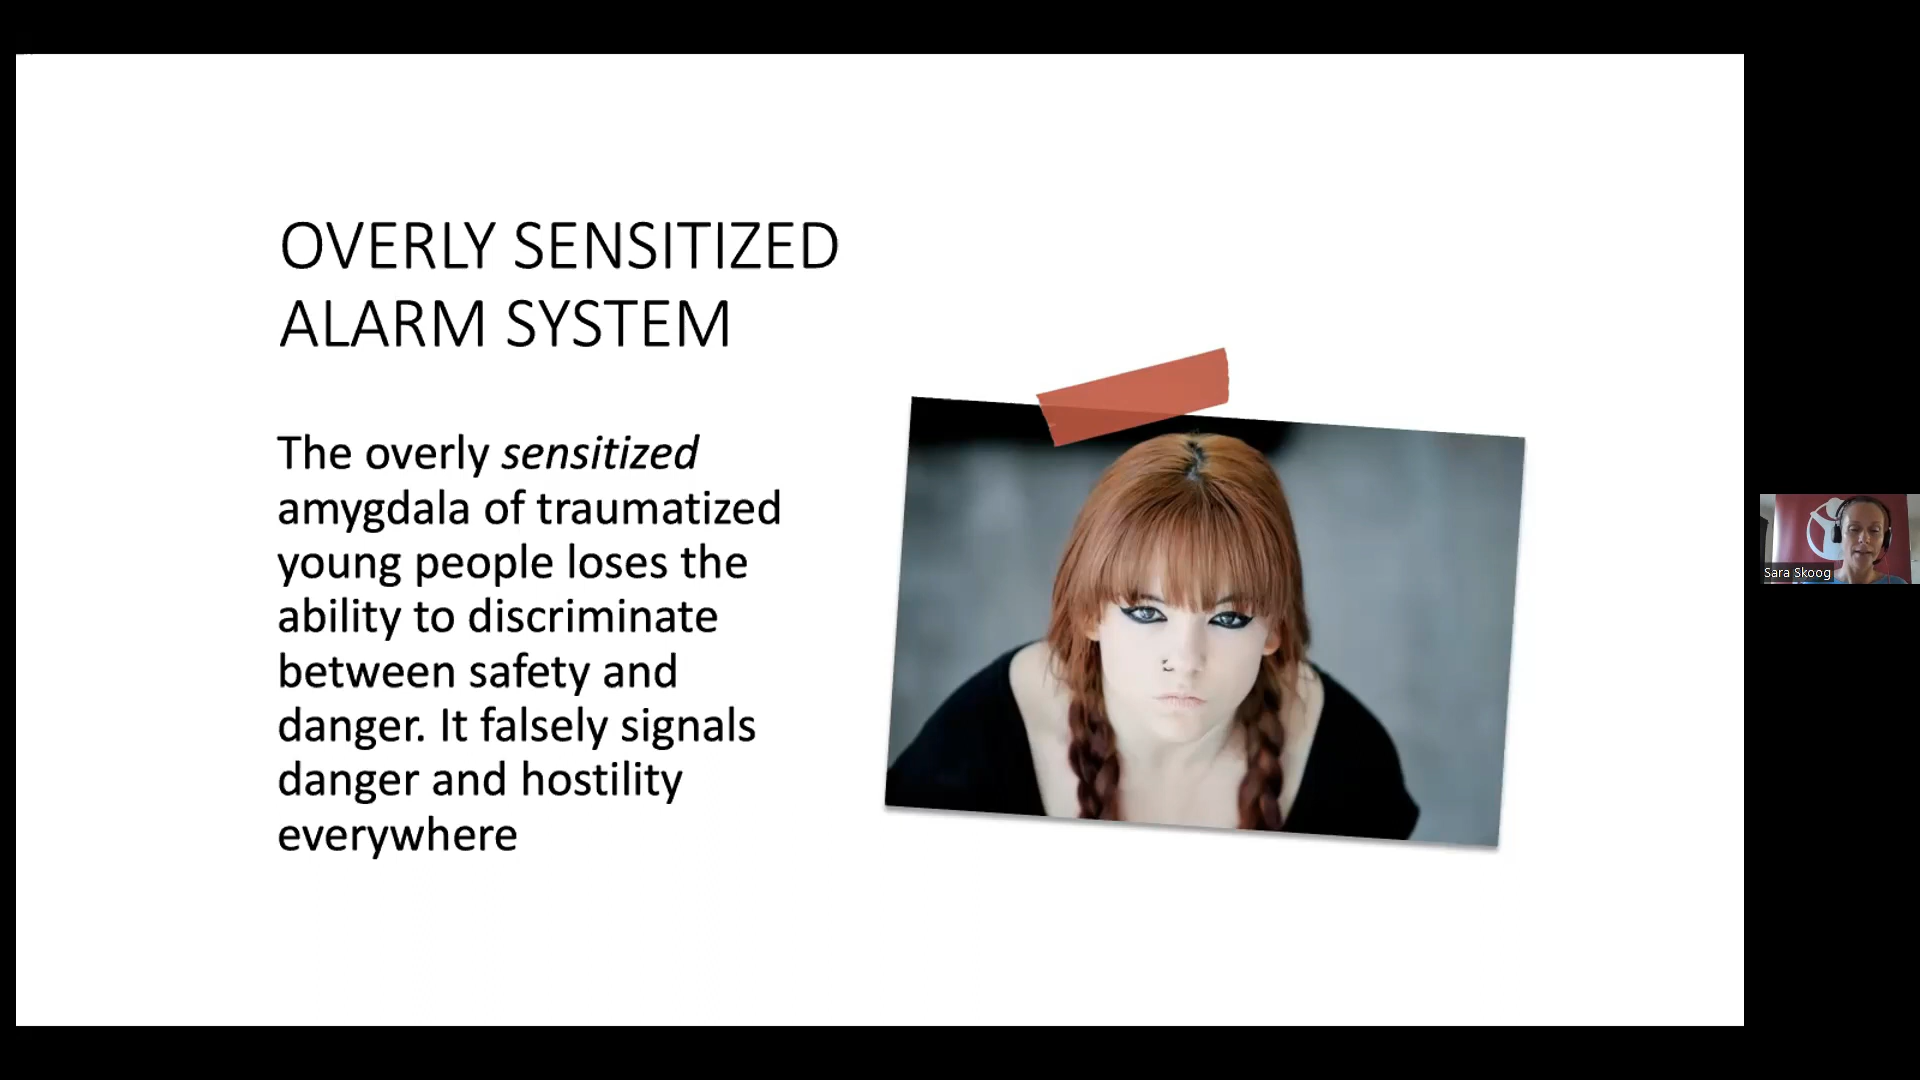 OVERLY SENSITIZED
ALARM SYSTEM
The overly sensitized
amygdala of traumatized
young people loses the
ability to discriminate
between safety and
danger. It falsely signals
danger and hostility
everywhere
Sara Skoog